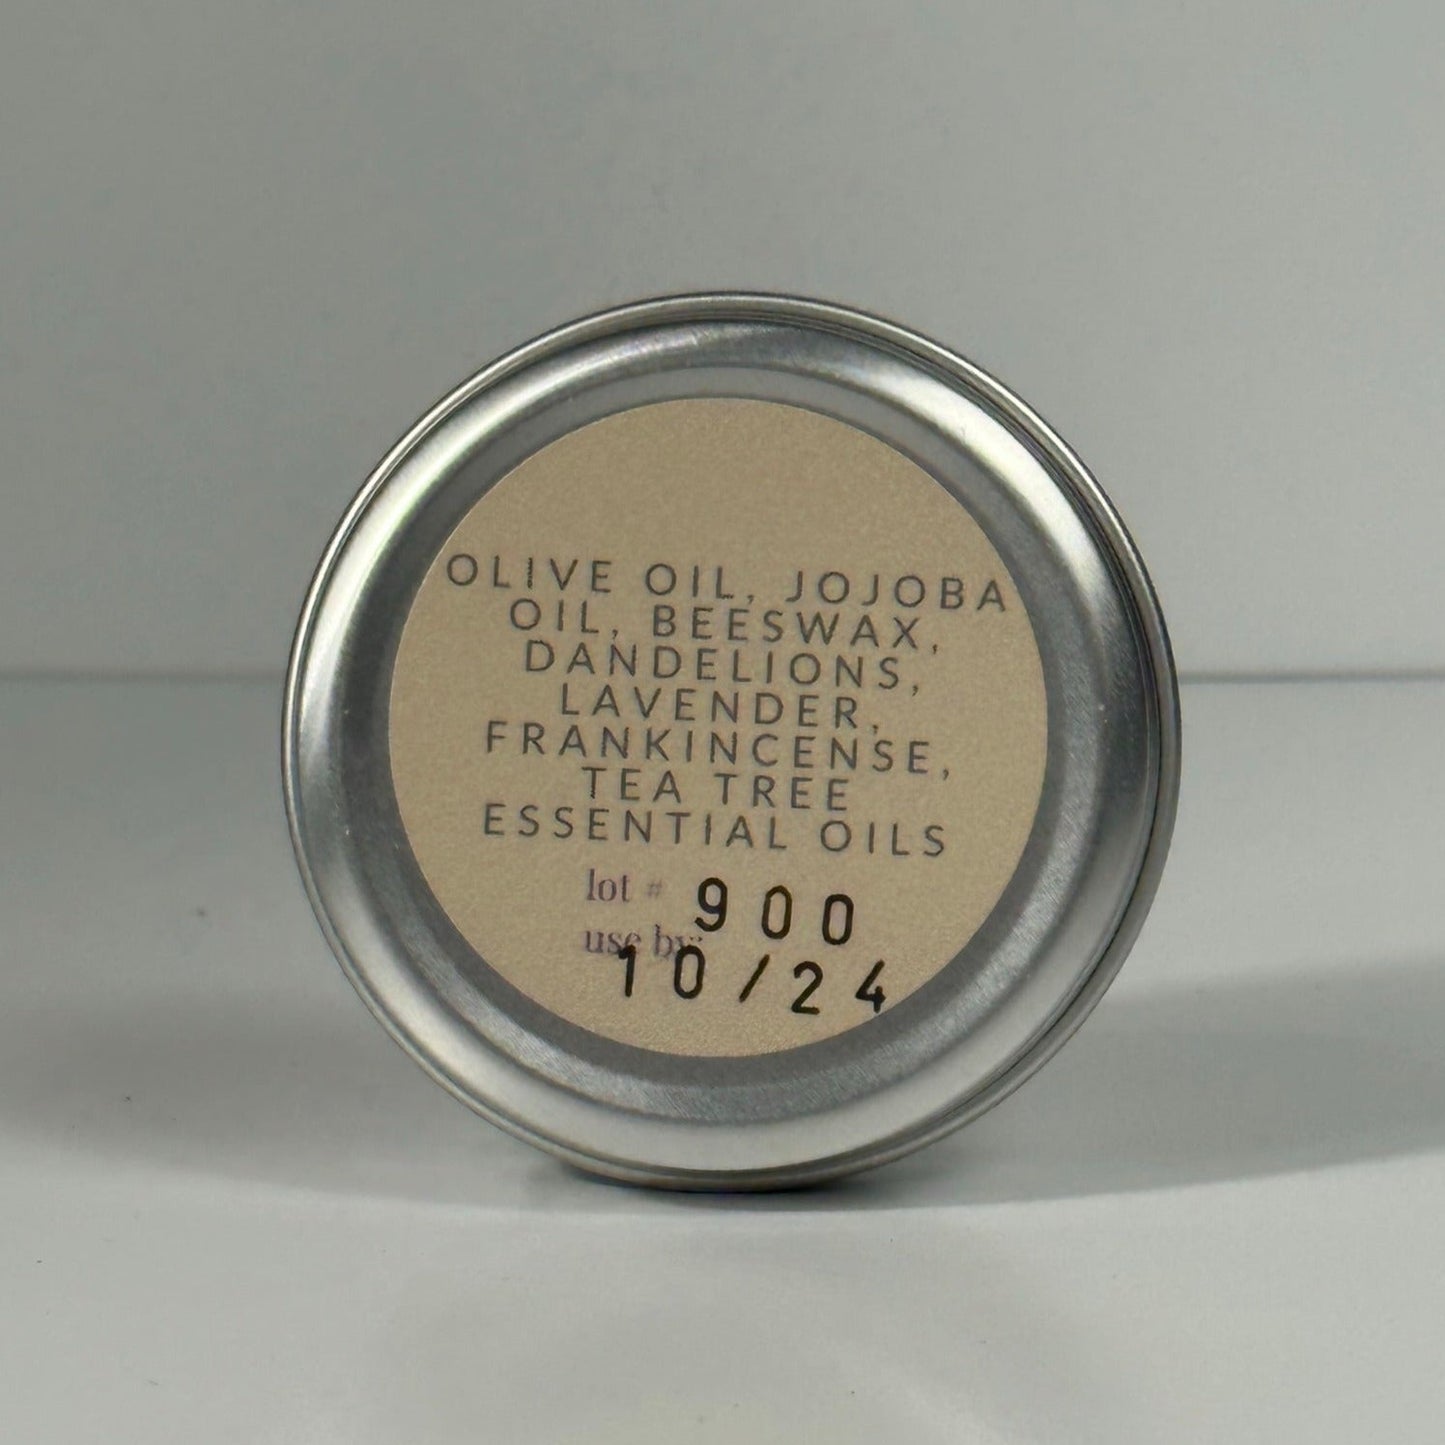 OLIVE OIL, JOJOBA
OIL, BEESWAX,
DANDELIONS,
LAVENDER,
FRANKINCENSE,
TEA TREE
ESSENTIAL OILS
lot # 900
use by:
10/24